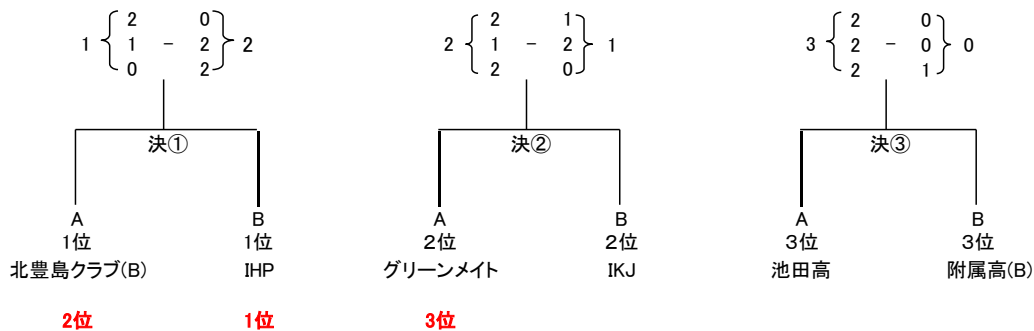 2 0
1 1 - 2 2
0 2
決①
A B
1位 1位
北豊島クラブ(B) IHP
2位 1位
2 1
2 1 - 2 1
2 0
決②
A B
2位 2位
グリーンメイト IKJ
3位
2 0
3 2 - 0 0
2 1
決③
A B
3位 3位
池田高 附属高(B)